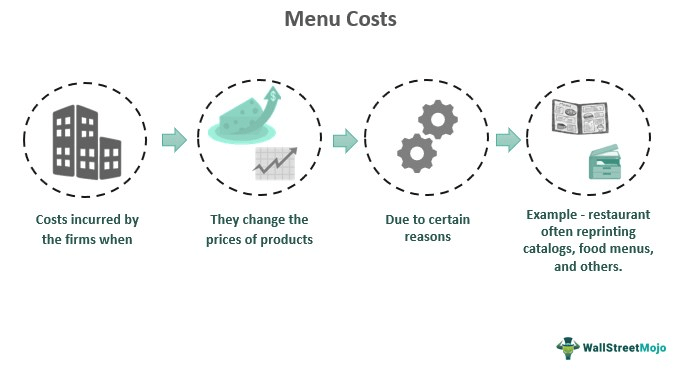 Menu Costs
Costs incurred by
the firms when
They change the
prices of products
Due to certain
reasons
Example - restaurant
often reprinting
catalogs, food menus,
and others.
WallStreetMojo